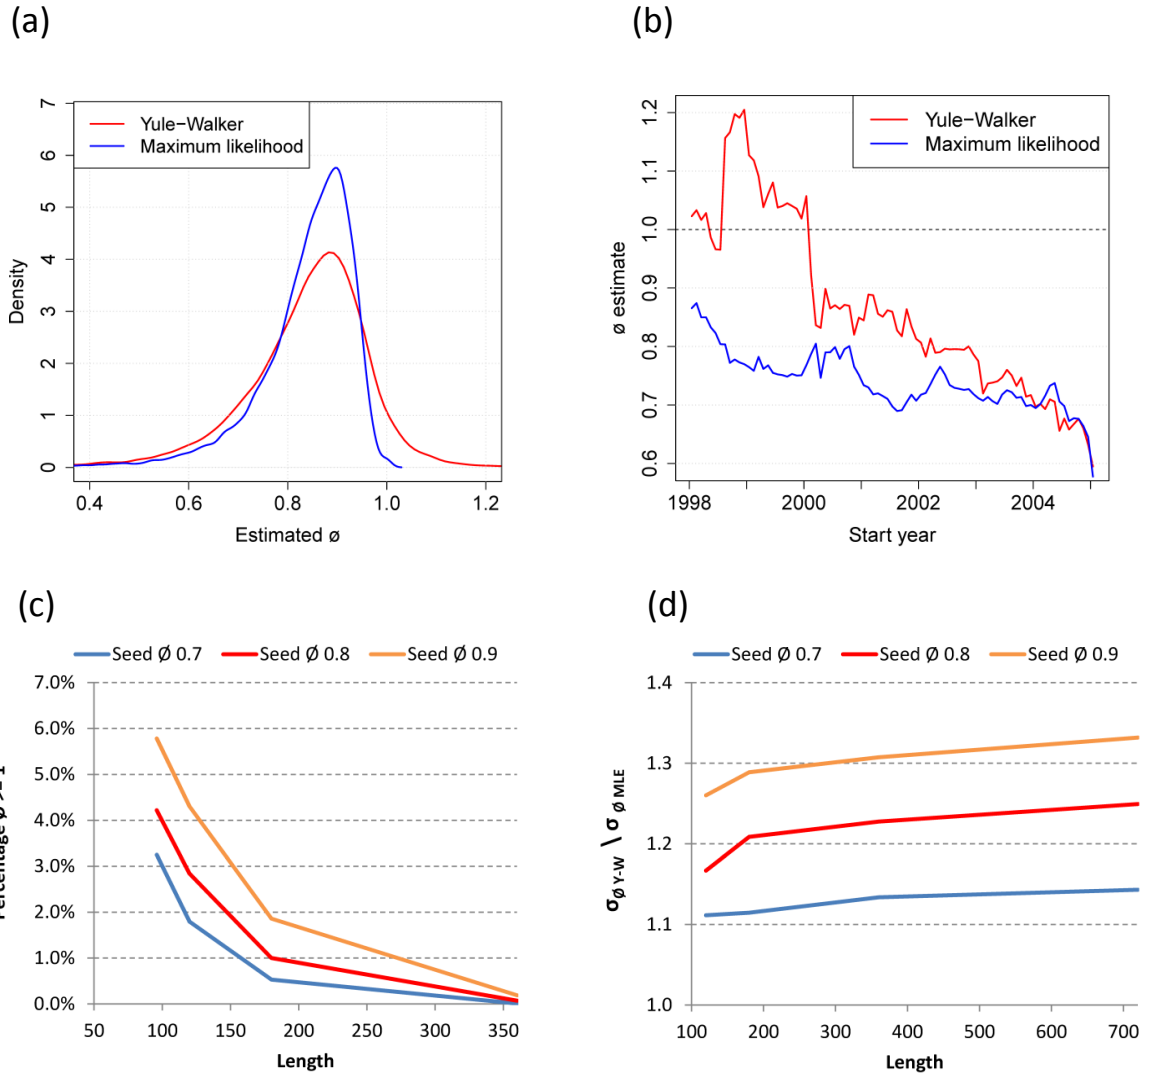 (a)
Yule−Walker
Maximum likelihood
7
6
5
4
3
2
1
0
Density
0.4 0.6 0.8 1.0 1.2
Estimated ø
(b)
Yule−Walker
Maximum likelihood
1.2
1.1
1.0
0.9
0.8
0.7
0.6
ø estimate
1998 2000 2002 2004
Start year
(c)
Seed Ø 0.7 Seed Ø 0.8 Seed Ø 0.9
7.0%
6.0%
5.0%
4.0%
3.0%
2.0%
1.0%
0.0%
Percentage Ø
50 100 150 200 250 300 350
Length
(d)
Seed Ø 0.7 Seed Ø 0.8 Seed Ø 0.9
1.4
1.3
1.2
1.1
1.0
σØ Y-W \ σ Ø MLE
100 200 300 400 500 600 700
Length